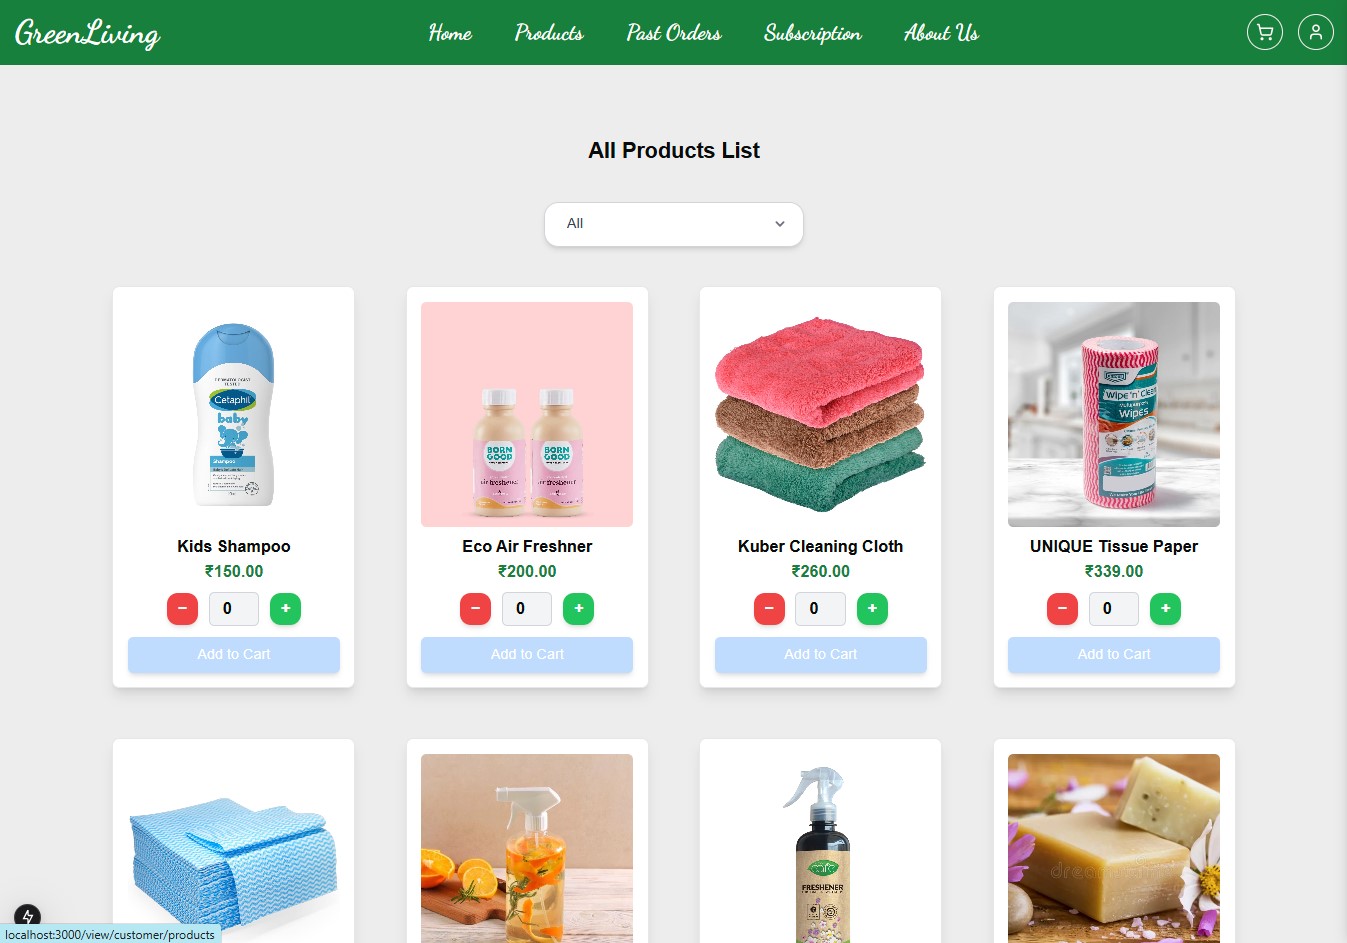 GreenLiving
Home
Products
Past Orders
Subscription
About Us
All Products List
All
DERMATOLOGIST
TESTED
Cetaphil
baby
Shampoo
Kids Shampoo
₹150.00
−
0
+
Add to Cart
BORN
GOOD
air freshener
BORN
GOOD
air freshener
Eco Air Freshner
₹200.00
−
0
+
Add to Cart
Kuber Cleaning Cloth
₹260.00
−
0
+
Add to Cart
Wipe 'n' Clean
Wipes
UNIQUE Tissue Paper
₹339.00
−
0
+
Add to Cart
FRESHENER
localhost:3000/view/customer/products